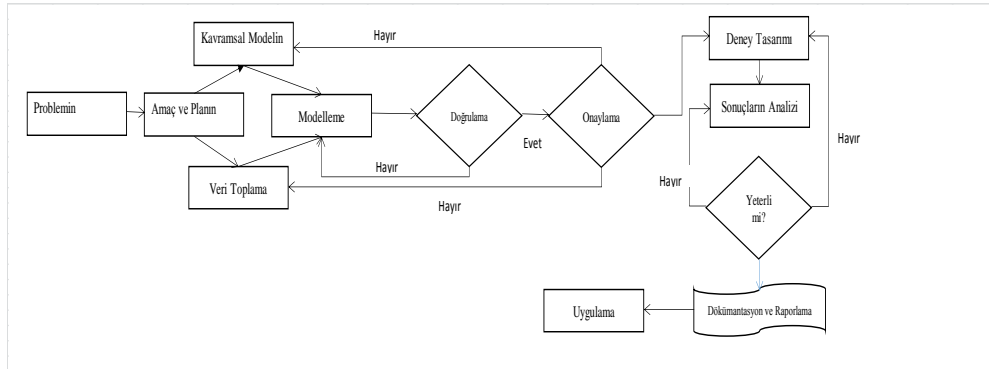 Kavramsal Modelin
Hayır
Deney Tasarımı
Problemin
Amaç ve Planın
Modelleme
Doğrulama
Evet
Onaylama
Sonuçların Analizi
Hayır
Veri Toplama
Hayır
Hayır
Hayır
Yeterli
mi?
Uygulama
Dökümantasyon ve Raporlama